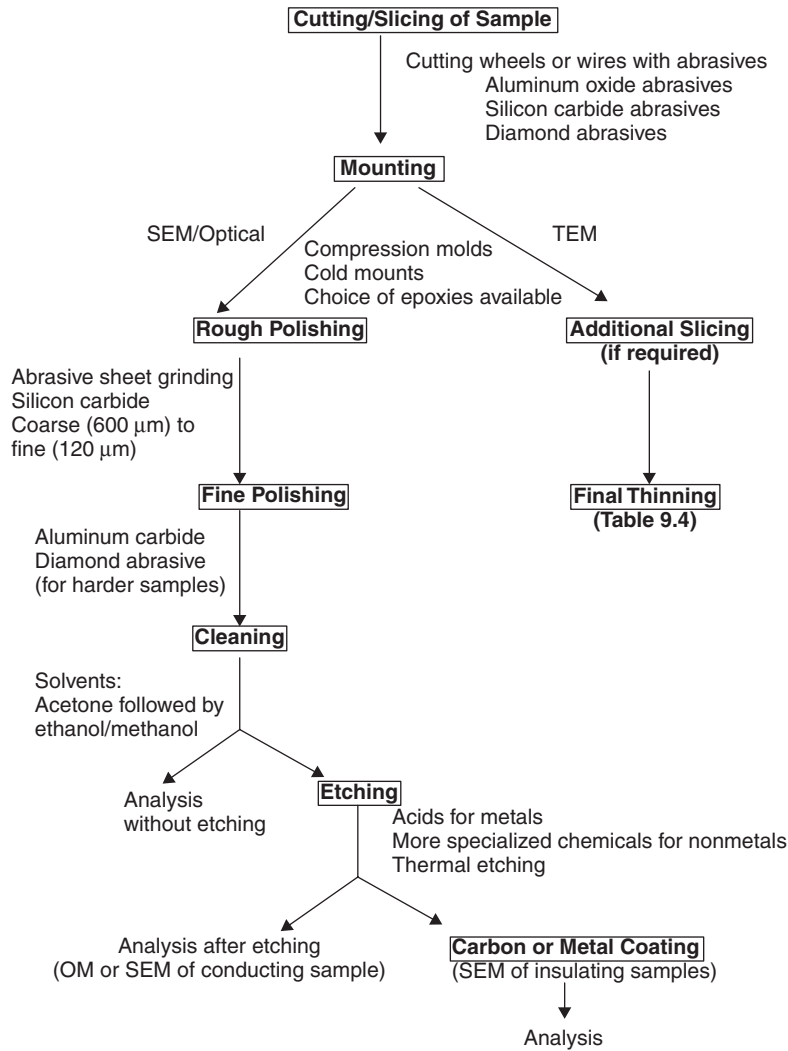 Cutting/Slicing of Sample
Cutting wheels or wires with abrasives
Aluminum oxide abrasives
Silicon carbide abrasives
Diamond abrasives
Mounting
SEM/Optical
TEM
Compression molds
Cold mounts
Choice of epoxies available
Rough Polishing
Additional Slicing
(if required)
Abrasive sheet grinding
Silicon carbide
Coarse (600 μm) to
fine (120 μm)
Fine Polishing
Final Thinning
(Table 9.4)
Aluminum carbide
Diamond abrasive
(for harder samples)
Cleaning
Solvents:
Acetone followed by
ethanol/methanol
Analysis
without etching
Etching
Acids for metals
More specialized chemicals for nonmetals
Thermal etching
Analysis after etching
(OM or SEM of conducting sample)
Carbon or Metal Coating
(SEM of insulating samples)
Analysis